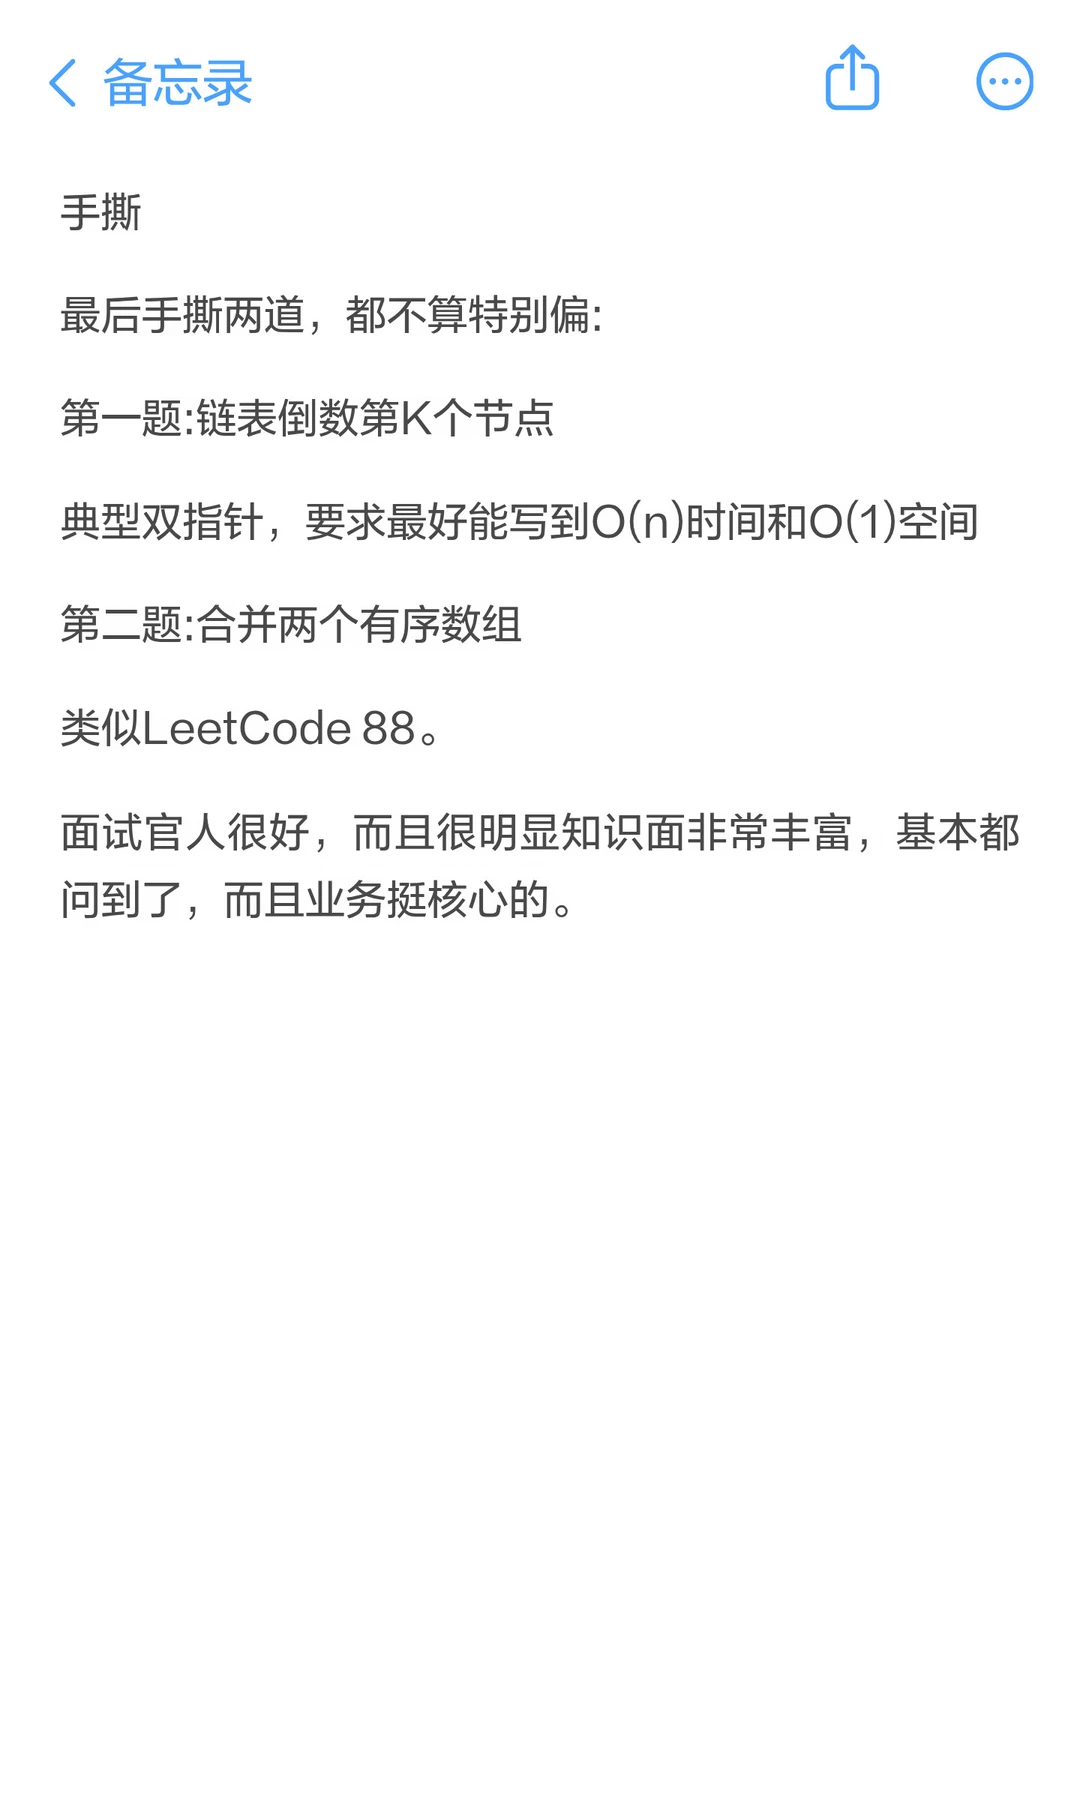 备忘录
手撕
最后手撕两道，都不算特别偏:
第一题:链表倒数第K个节点
典型双指针，要求最好能写到O(n)时间和O(1)空间
第二题:合并两个有序数组
类似LeetCode 88。
面试官人很好，而且很明显知识面非常丰富，基本都
问到了，而且业务挺核心的。